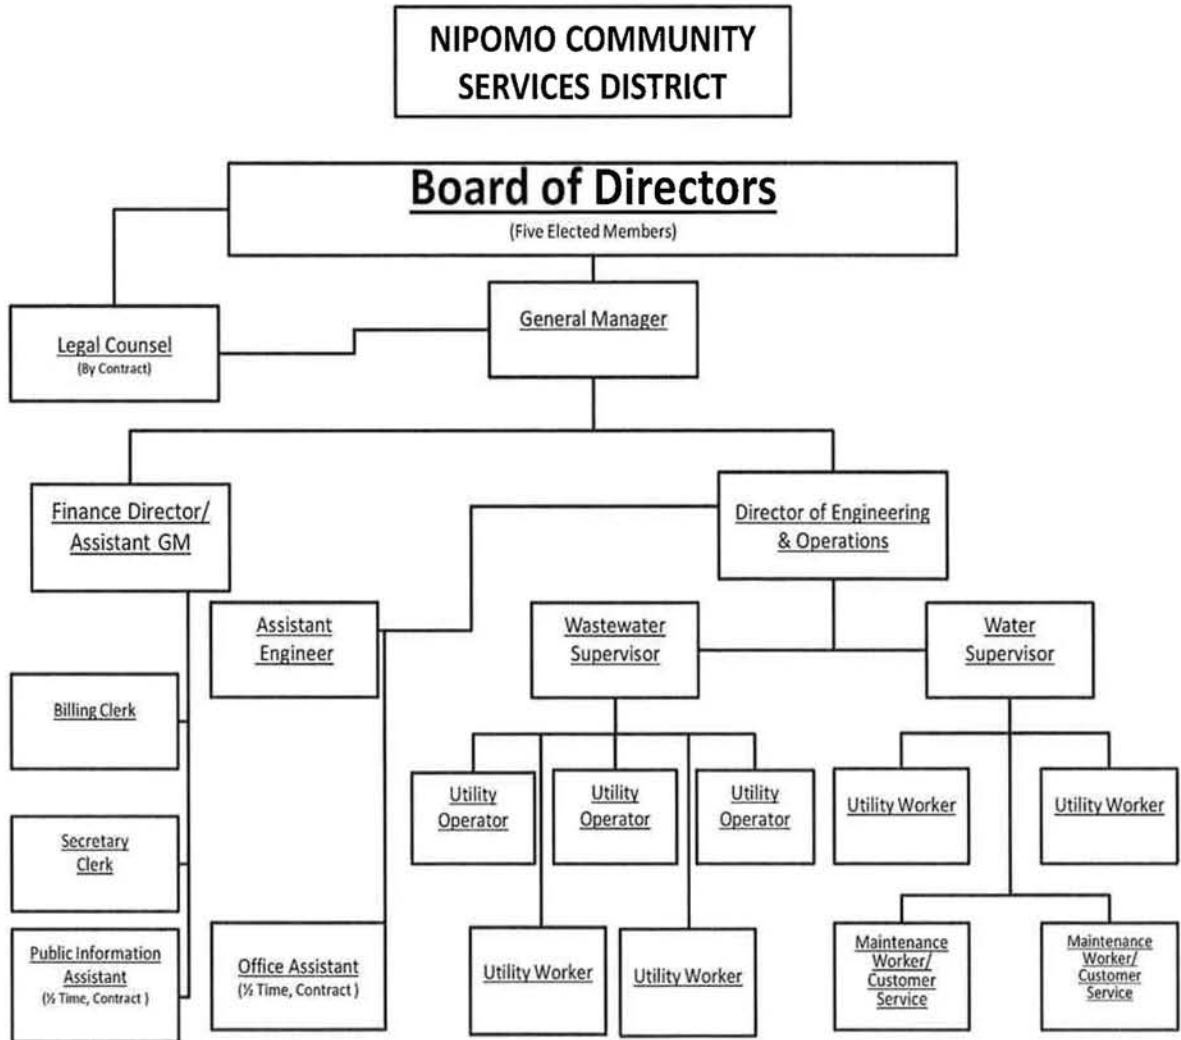 NIPOMO COMMUNITY
SERVICES DISTRICT
Board of Directors
(Five Elected Members)
General Manager
Legal Counsel
(By Contract)
Finance Director/
Assistant GM
Director of Engineering
& Operations
Assistant
Engineer
Wastewater
Supervisor
Water
Supervisor
Billing Clerk
Utility
Operator
Utility
Operator
Utility
Operator
Utility Worker
Utility Worker
Secretary
Clerk
Public Information
Assistant
(½ Time, Contract )
Office Assistant
(½ Time, Contract )
Utility Worker
Utility Worker
Maintenance
Worker/
Customer
Service
Maintenance
Worker/
Customer
Service